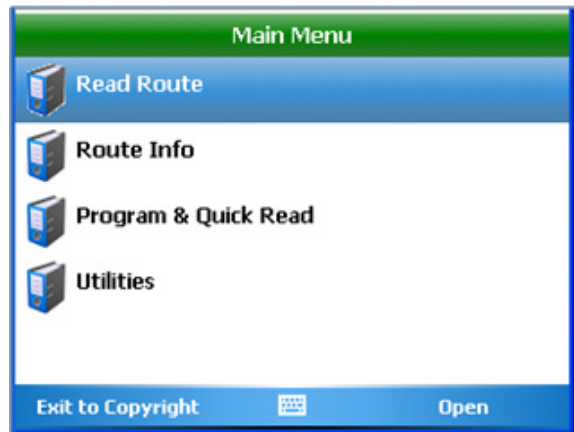 Main Menu
Read Route
Route Info
Program & Quick Read
Utilities
Exit to Copyright Open